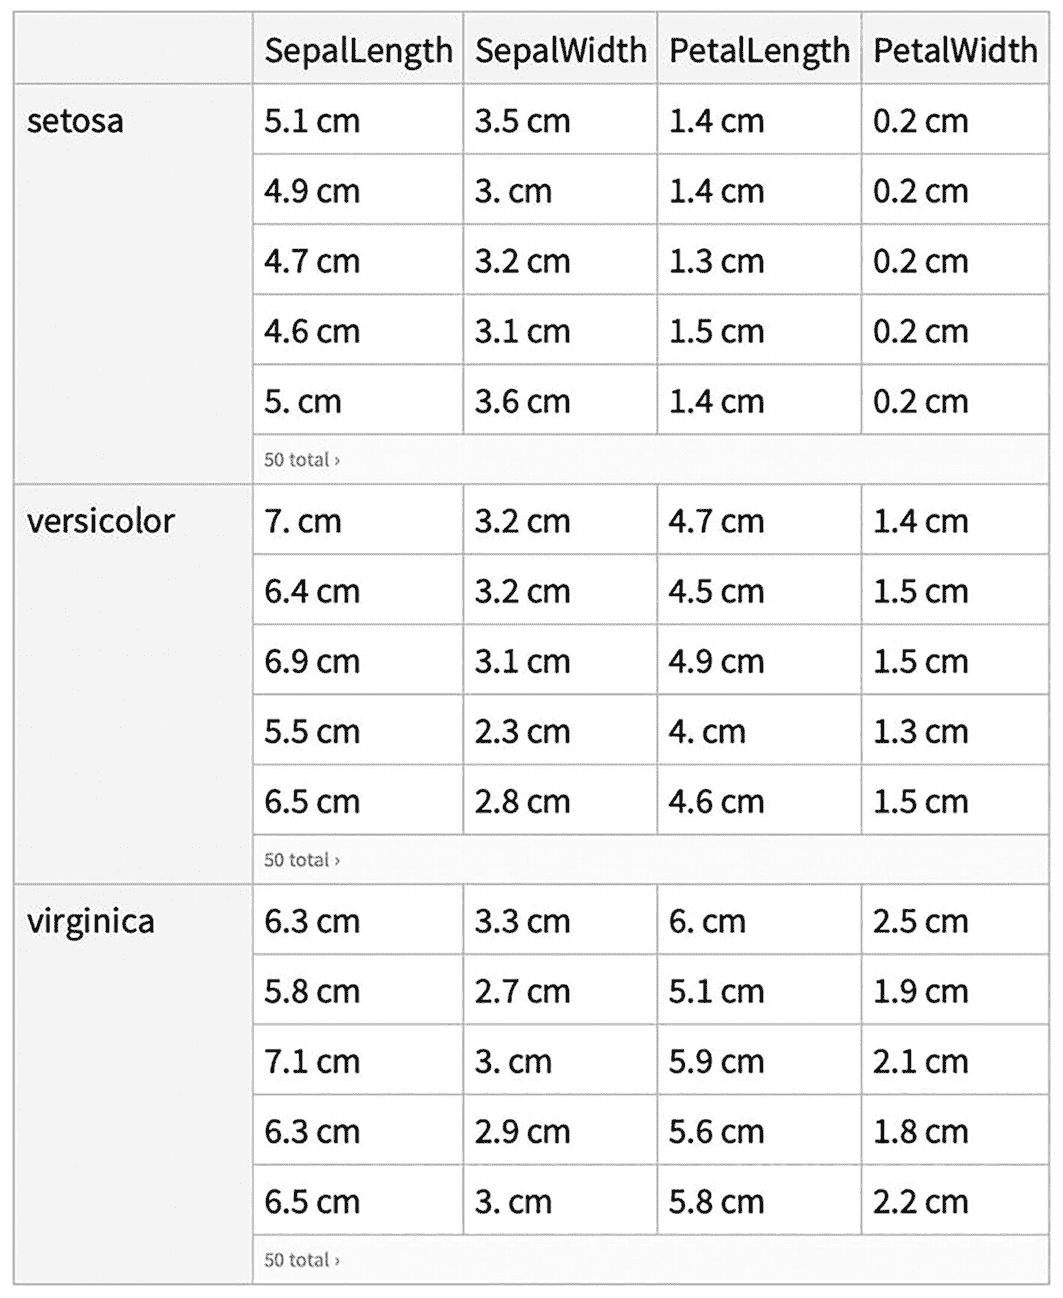 SepalLength SepalWidth PetalLength PetalWidth
setosa 5.1 cm 3.5 cm 1.4 cm 0.2 cm
4.9 cm 3. cm 1.4 cm 0.2 cm
4.7 cm 3.2 cm 1.3 cm 0.2 cm
4.6 cm 3.1 cm 1.5 cm 0.2 cm
5. cm 3.6 cm 1.4 cm 0.2 cm
50 total ›
versicolor 7. cm 3.2 cm 4.7 cm 1.4 cm
6.4 cm 3.2 cm 4.5 cm 1.5 cm
6.9 cm 3.1 cm 4.9 cm 1.5 cm
5.5 cm 2.3 cm 4. cm 1.3 cm
6.5 cm 2.8 cm 4.6 cm 1.5 cm
50 total ›
virginica 6.3 cm 3.3 cm 6. cm 2.5 cm
5.8 cm 2.7 cm 5.1 cm 1.9 cm
7.1 cm 3. cm 5.9 cm 2.1 cm
6.3 cm 2.9 cm 5.6 cm 1.8 cm
6.5 cm 3. cm 5.8 cm 2.2 cm
50 total ›